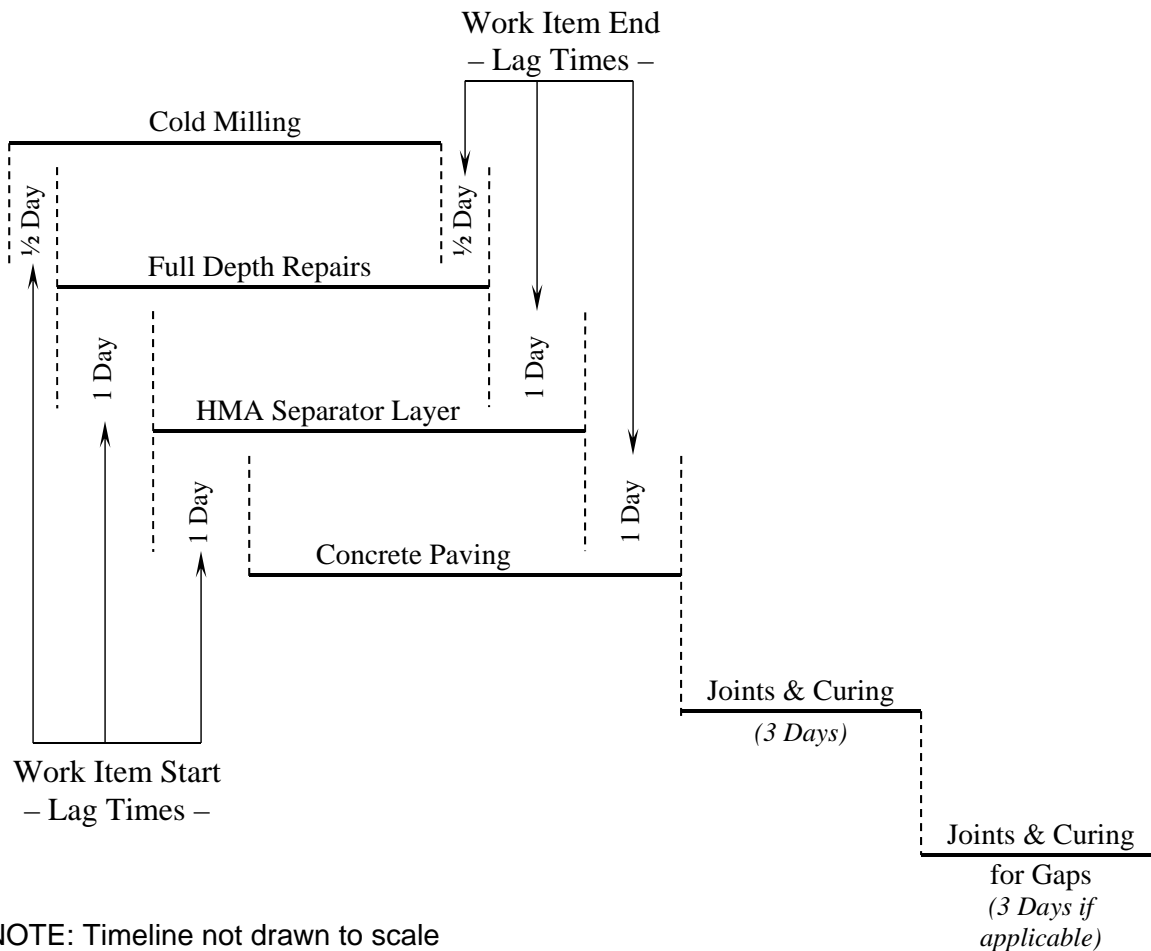 Work Item End
– Lag Times –
Cold Milling
½ Day
½ Day
Full Depth Repairs
1 Day
1 Day
HMA Separator Layer
1 Day
1 Day
Concrete Paving
Joints & Curing
(3 Days)
Work Item Start
– Lag Times –
Joints & Curing
for Gaps
(3 Days if
applicable)
NOTE: Timeline not drawn to scale